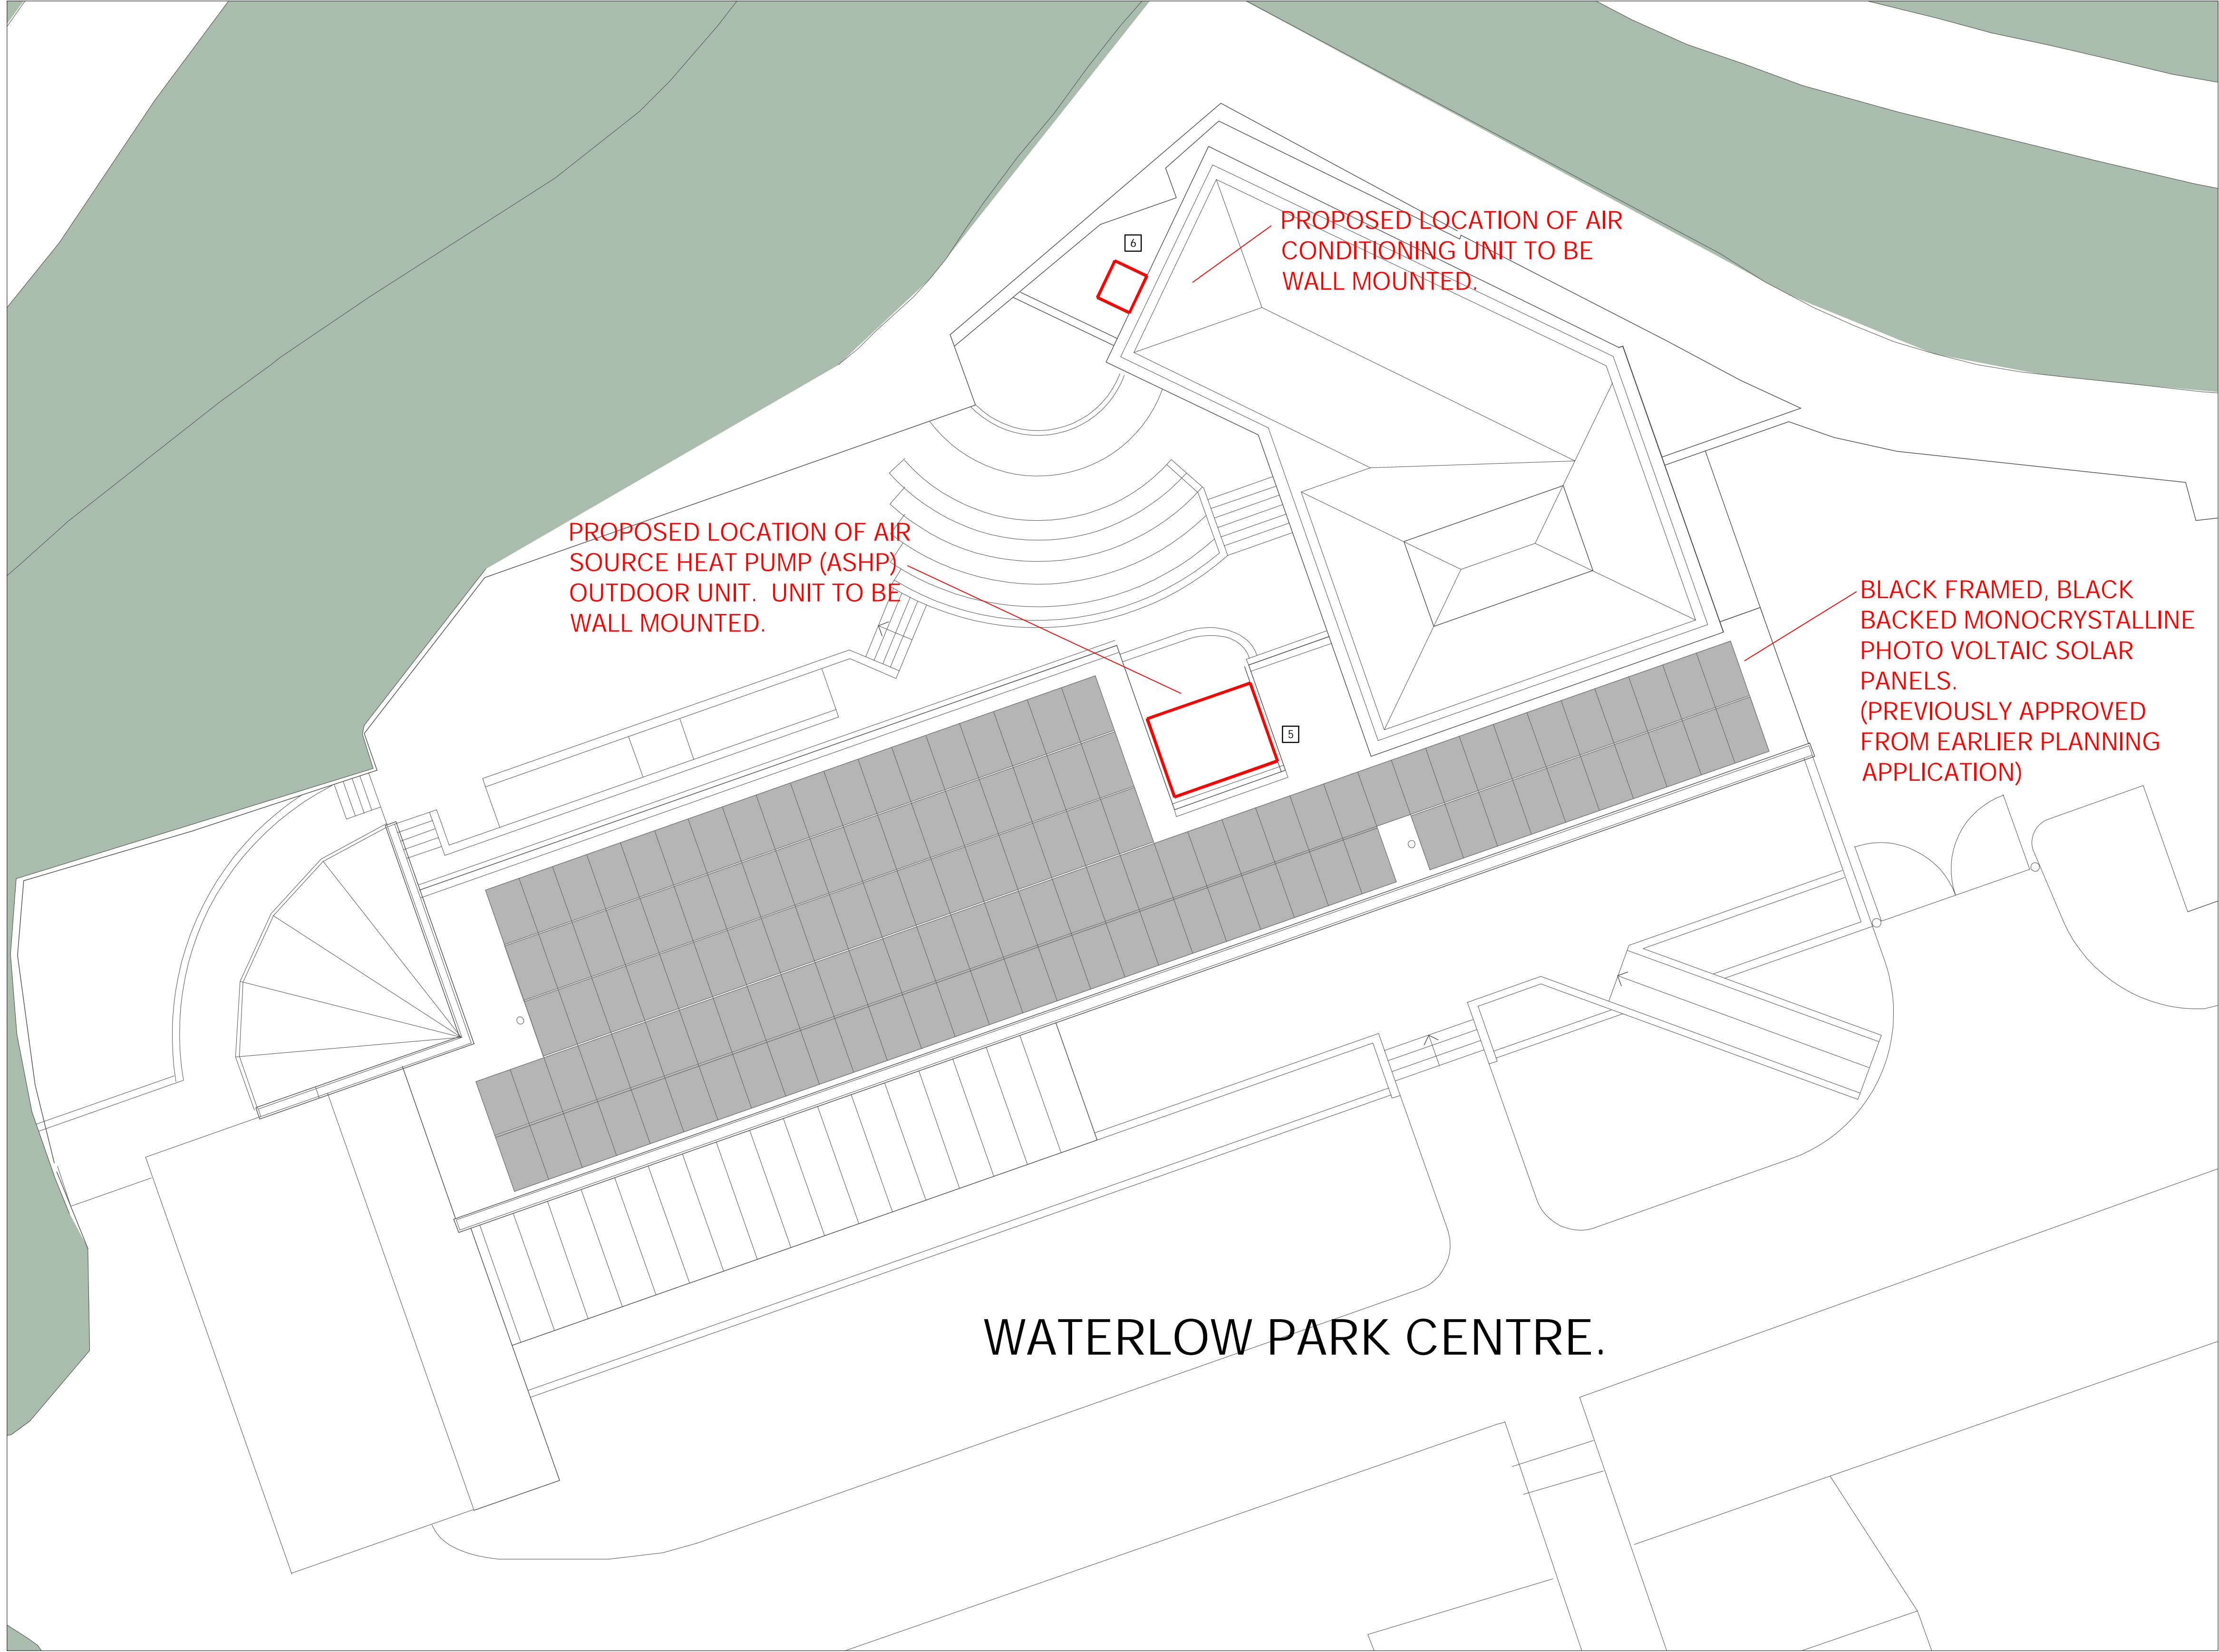 6
PROPOSED LOCATION OF AIR
CONDITIONING UNIT TO BE
WALL MOUNTED.
PROPOSED LOCATION OF AIR
SOURCE HEAT PUMP (ASHP)
OUTDOOR UNIT. UNIT TO BE
WALL MOUNTED.
BLACK FRAMED, BLACK
BACKED MONOCRYSTALLINE
PHOTO VOLTAIC SOLAR
PANELS.
(PREVIOUSLY APPROVED
FROM EARLIER PLANNING
APPLICATION)
5
WATERLOW PARK CENTRE.